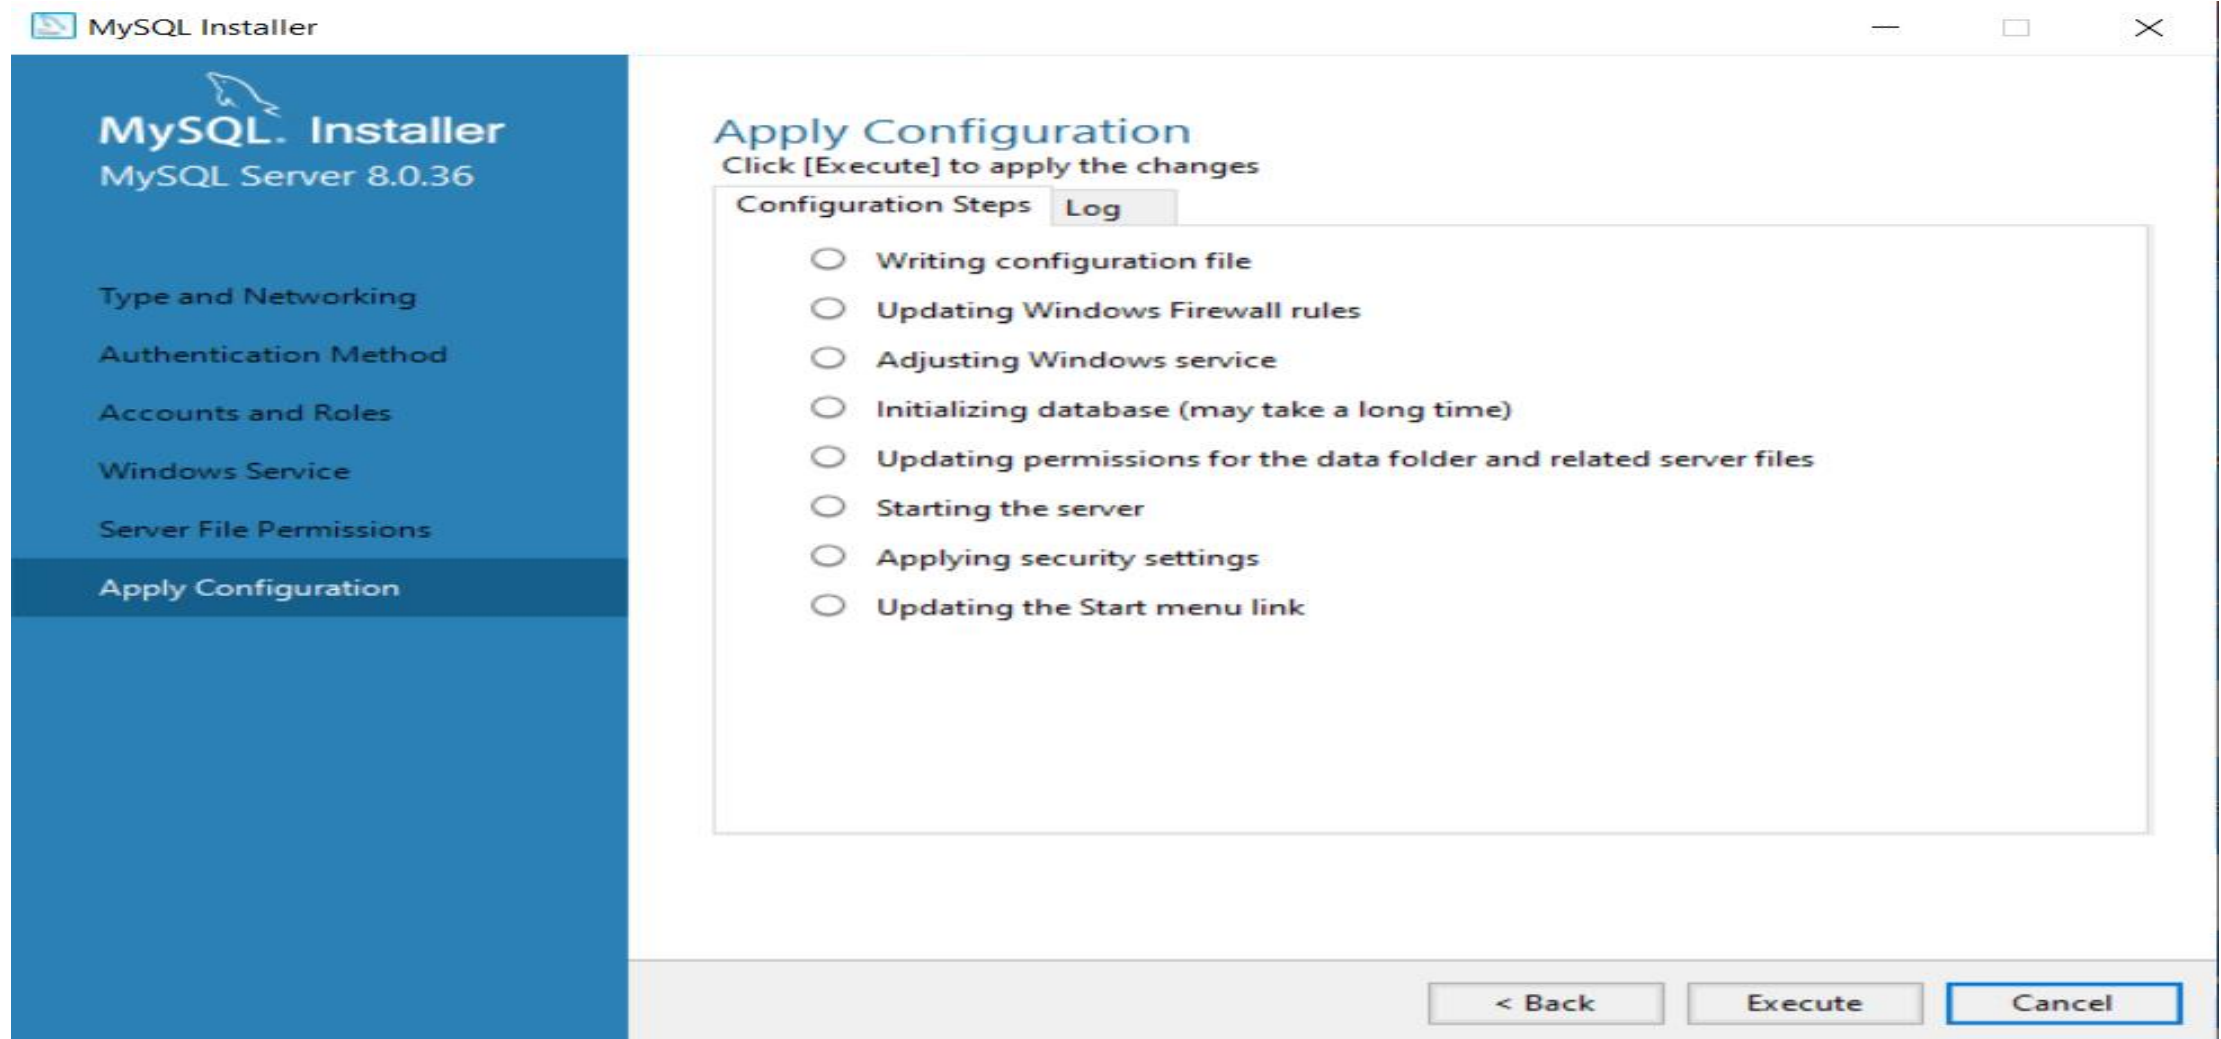 MySQL Installer
MySQL. Installer
MySQL Server 8.0.36
Type and Networking
Authentication Method
Accounts and Roles
Windows Service
Server File Permissions
Apply Configuration
Apply Configuration
Click [Execute] to apply the changes
Configuration Steps Log
Writing configuration file
Updating Windows Firewall rules
Adjusting Windows service
Initializing database (may take a long time)
Updating permissions for the data folder and related server files
Starting the server
Applying security settings
Updating the Start menu link
< Back Execute Cancel